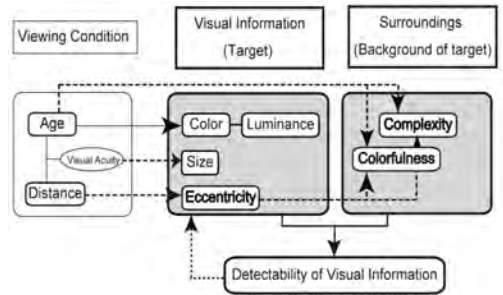 Viewing Condition
Visual Information
(Target)
Surroundings
(Background of target)
Age
Visual Acuity
Distance
Color
Luminance
Size
Eccentricity
Complexity
Colorfulness
Detectability of Visual Information